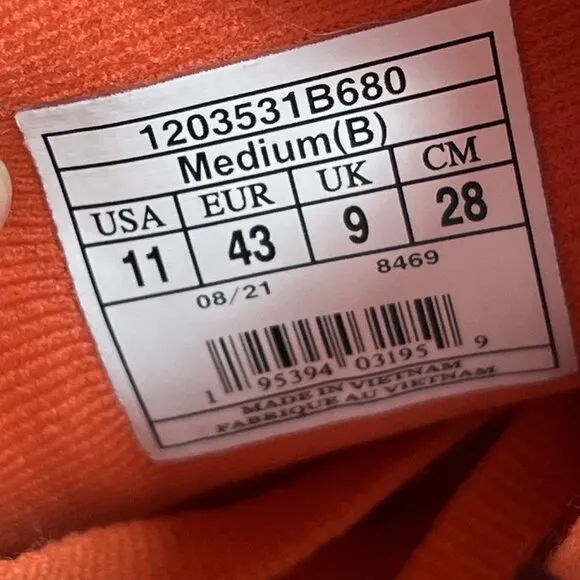 1203531B680
Medium(B)
USA EUR UK CM
11 43 9 28
08/21 8469
1 95394 03195 9
MADE IN VIETNAM
FABRIQUE AU VIETNAM